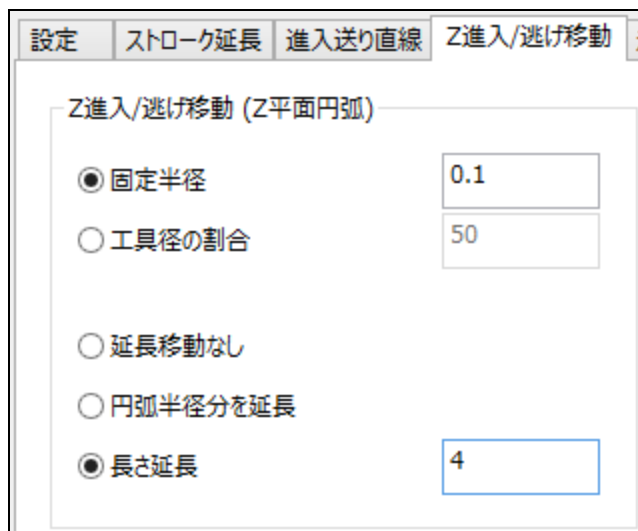 設定 ストローク延長 進入送り直線 Z進入/逃げ移動
Z進入/逃げ移動 (Z平面円弧)
固定半径 0.1
工具径の割合 50
延長移動なし
円弧半径分を延長
長さ延長 4